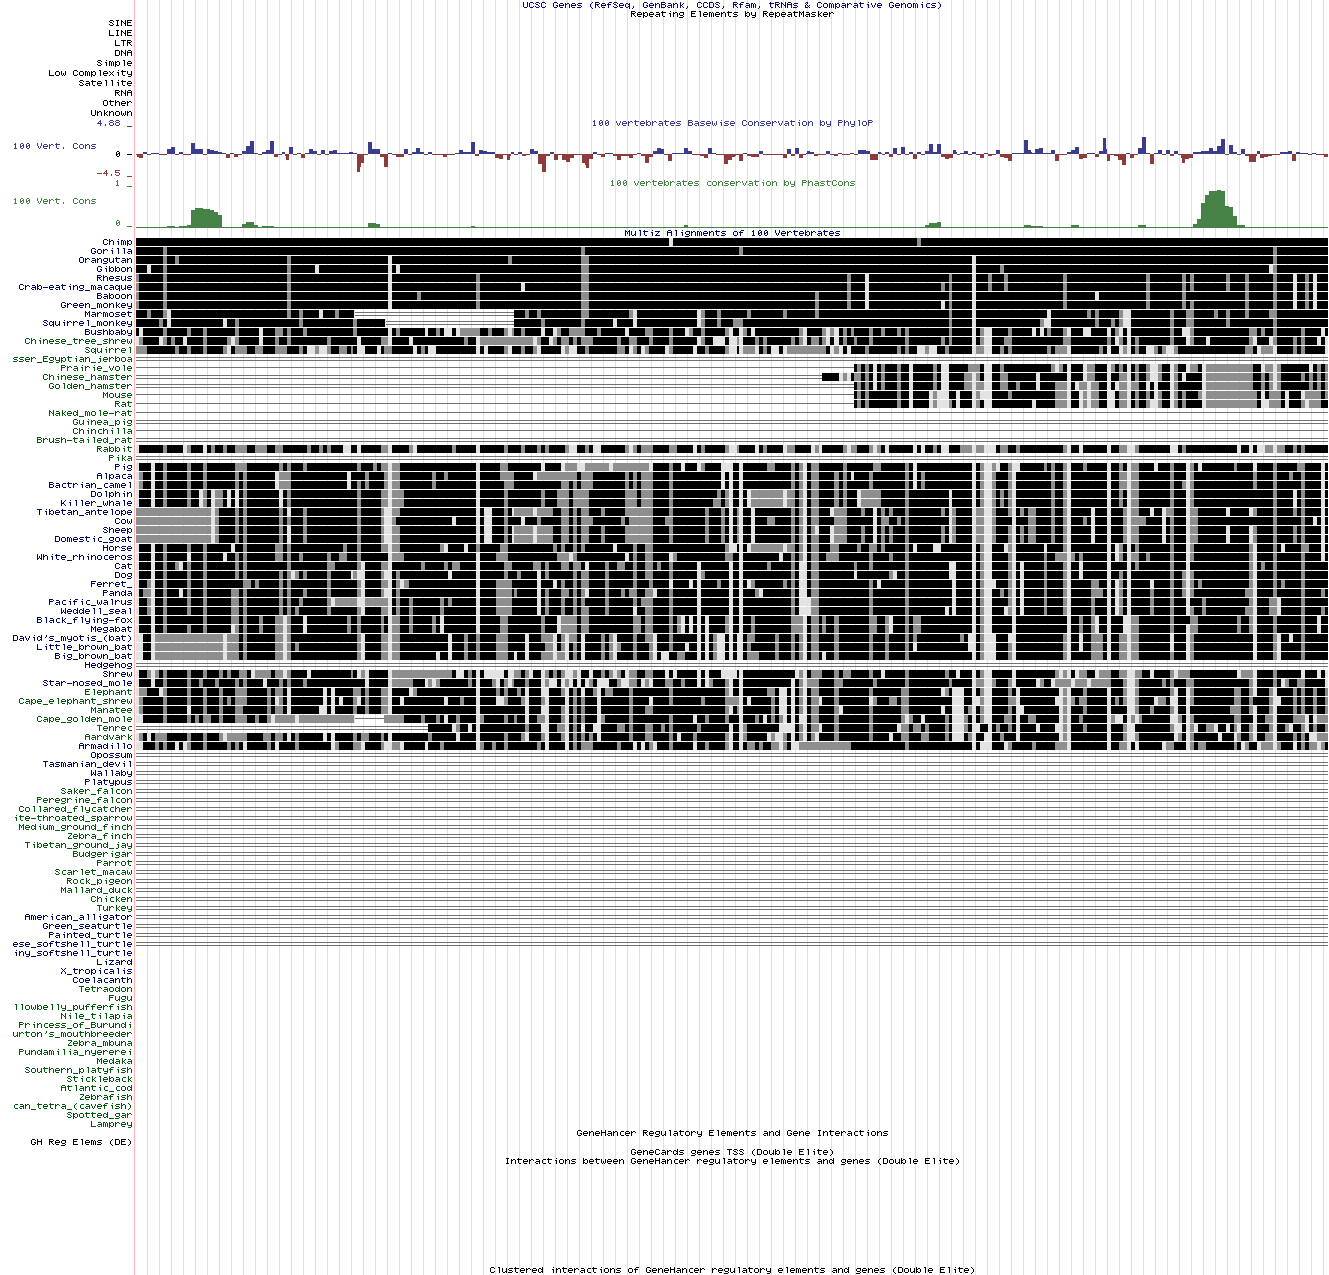 UCSC Genes (RefSeq, GenBank, CCDS, Rfam, tRNAs & Comparative Genomics)
Repeating Elements by RepeatMasker
SINE
LINE
LTR
DNA
Simple
Low Complexity
Satellite
RNA
Other
Unknown
100 vertebrates Basewise Conservation by PhyloP
4.88 _
100 Vert. Cons
0 -
-4.5 _
100 vertebrates conservation by PhastCons
1 _
100 Vert. Cons
0 _
Multiz Alignments of 100 Vertebrates
Chimp
Gorilla
Orangutan
Gibbon
Rhesus
Crab-eating_macaque
Baboon
Green_monkey
Marmoset
Squirrel_monkey
Bushbaby
Chinese_tree_shrew
Squirrel
sser_Egyptian_jerboa
Prairie_vole
Chinese_hamster
Golden_hamster
Mouse
Rat
Naked_mole-rat
Guinea_pig
Chinchilla
Brush-tailed_rat
Rabbit
Pika
Pig
Alpaca
Bactrian_camel
Dolphin
Killer_whale
Tibetan_antelope
Cow
Sheep
Domestic_goat
Horse
White_rhinoceros
Cat
Dog
Ferret_
Panda
Pacific_walrus
Weddell_seal
Black_flying-fox
Megabat
David's_myotis_(bat)
Little_brown_bat
Big_brown_bat
Hedgehog
Shrew
Star-nosed_mole
Elephant
Cape_elephant_shrew
Manatee
Cape_golden_mole
Tenrec
Aardvark
Armadillo
Opossum
Tasmanian_devil
Wallaby
Platypus
Saker_falcon
Peregrine_falcon
Collared_flycatcher
ite-throated_sparrow
Medium_ground_finch
Zebra_finch
Tibetan_ground_jay
Budgerigar
Parrot
Scarlet_macaw
Rock_pigeon
Mallard_duck
Chicken
Turkey
American_alligator
Green_seaturtle
Painted_turtle
ese_softshell_turtle
iny_softshell_turtle
Lizard
X_tropicalis
Coelacanth
Tetraodon
Fugu
llowbelly_pufferfish
Nile_tilapia
Princess_of_Burundi
urton's_mouthbreeder
Zebra_mbuna
Pundamilia_nyererei
Medaka
Southern_platyfish
Stickleback
Atlantic_cod
Zebrafish
can_tetra_(cavefish)
Spotted_gar
Lamprey
GeneHancer Regulatory Elements and Gene Interactions
GH Reg Elems (DE)
GeneCards genes TSS (Double Elite)
Interactions between GeneHancer regulatory elements and genes (Double Elite)
Clustered interactions of GeneHancer regulatory elements and genes (Double Elite)